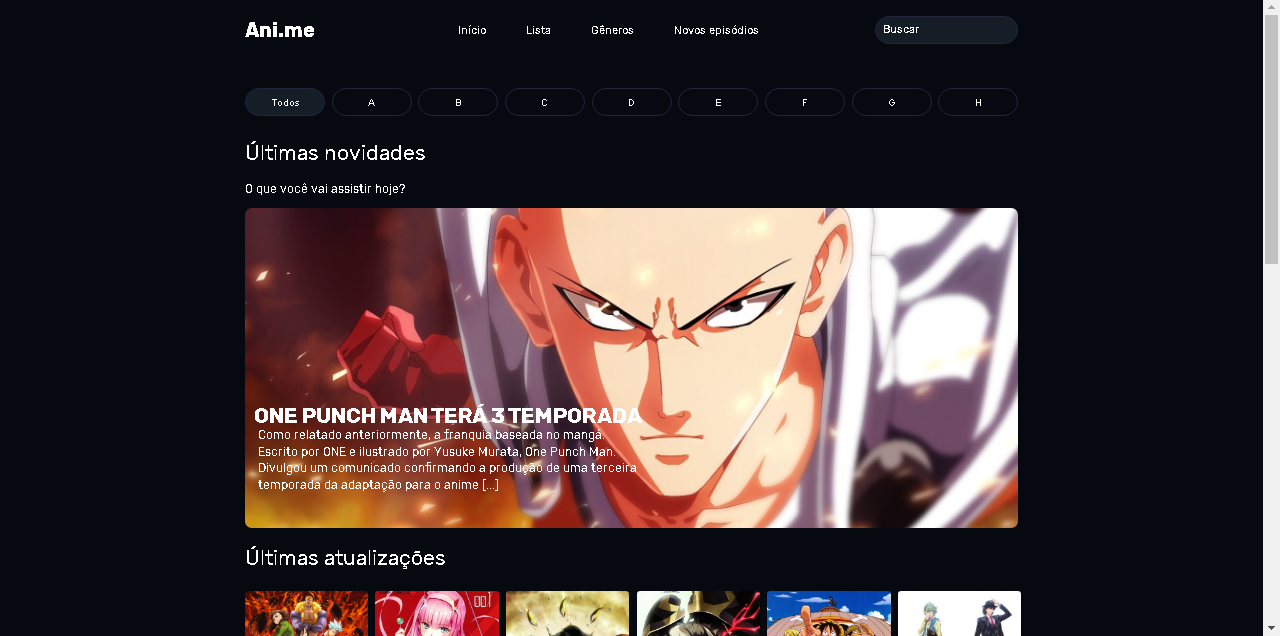 Ani.me
Início
Lista
Gêneros
Novos episódios
Buscar
Todos
A
B
C
D
E
F
G
H
Últimas novidades
O que você vai assistir hoje?
ONE PUNCH MAN TERÁ 3 TEMPORADA
Como relatado anteriormente, a franquia baseada no mangá.
Escrito por ONE e ilustrado por Yusuke Murata, One Punch Man.
Divulgou um comunicado confirmando a produção de uma terceira
temporada da adaptação para o anime [...]
Últimas atualizações
001